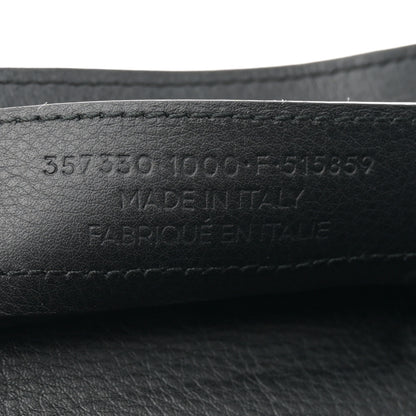 357330 1000·F·515859
MADE IN ITALY
FABRIQUÉ EN ITALIE